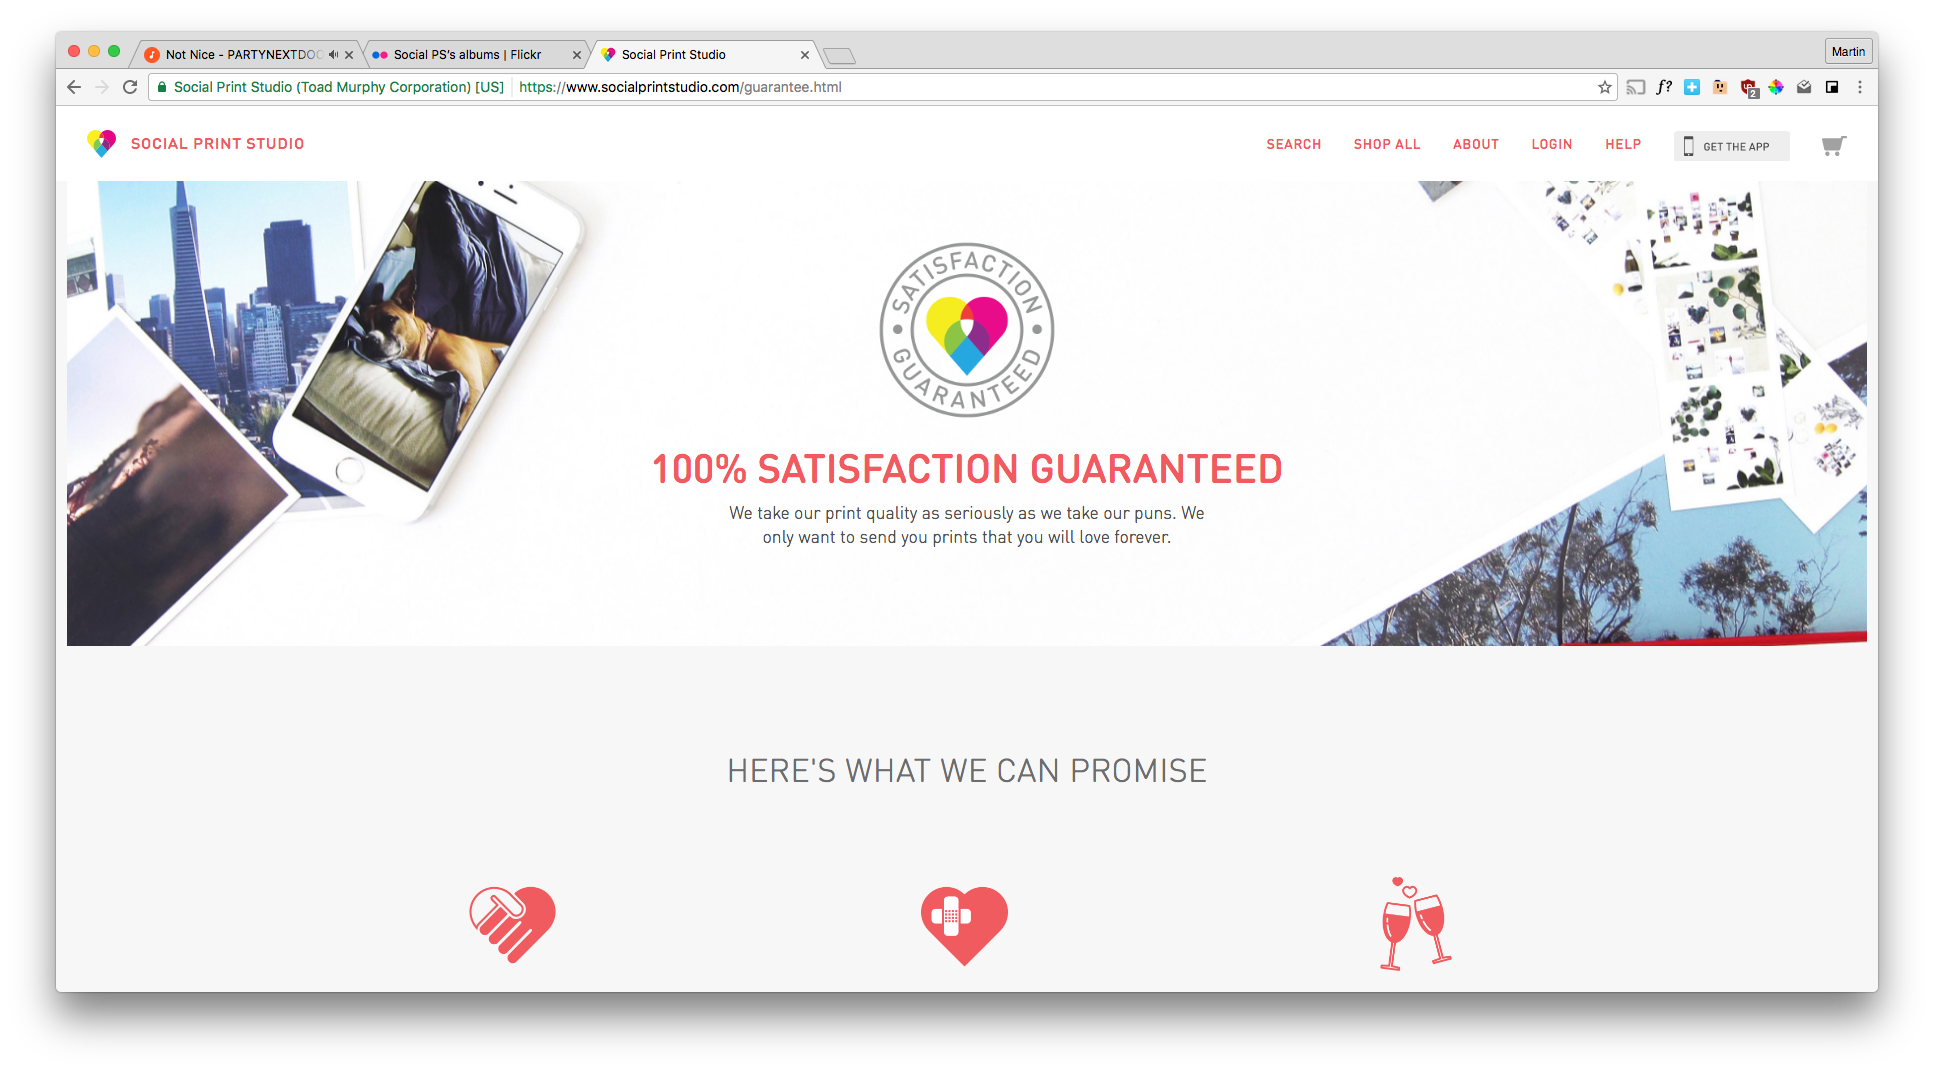 Not Nice - PARTYNEXTDOO
Social PS's albums | Flickr
Social Print Studio
Martin
Social Print Studio (Toad Murphy Corporation) [US]
https://www.socialprintstudio.com/guarantee.html
f?
2
SOCIAL PRINT STUDIO
SEARCH
SHOP ALL
ABOUT
LOGIN
HELP
GET THE APP
SATISFACTION
GUARANTEED
100% SATISFACTION GUARANTEED
We take our print quality as seriously as we take our puns. We
only want to send you prints that you will love forever.
HERE'S WHAT WE CAN PROMISE